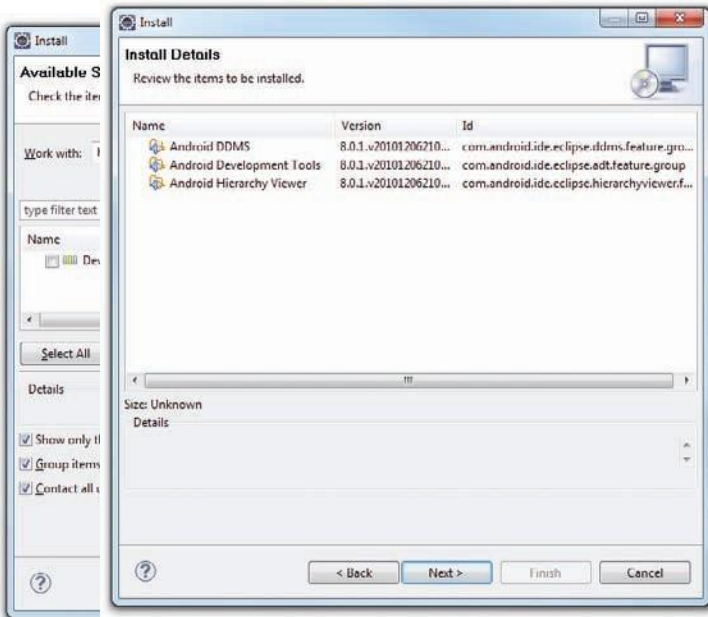 Install
Available S
Check the ite
Work with:
type filter text
Name
Dev
Select All
Details
Show only t
Group items
Contact all
Install
Install Details
Review the items to be installed.
Name Version Id
Android DDMS 8.0.1.v20101206210... com.android.ide.eclipse.ddms.feature.gro...
Android Development Tools 8.0.1.v20101206210... com.android.ide.eclipse.adt.feature.group
Android Hierarchy Viewer 8.0.1.v20101206210... com.android.ide.eclipse.hierarchyviewer.f...
Size: Unknown
Details
< Back Next > Finish Cancel